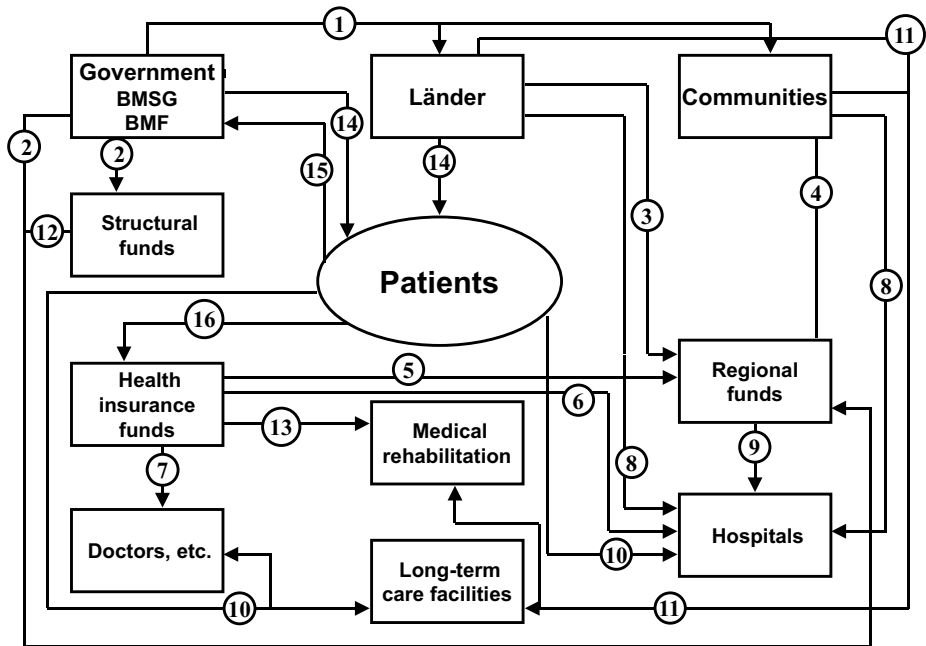 1
11
Government
BMSG
BMF
Länder
Communities
2
2
14
15
14
3
4
12
Structural
funds
Patients
8
16
5
6
Health
insurance
funds
13
Medical
rehabilitation
Regional
funds
7
8
9
Doctors, etc.
Long-term
care facilities
10
Hospitals
10
11